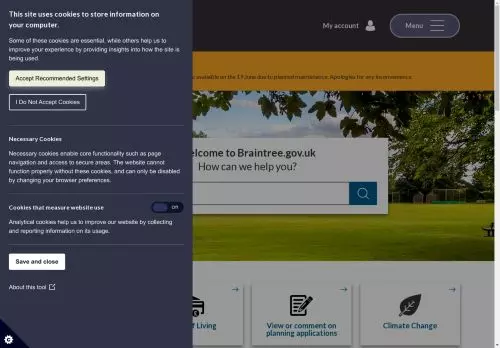 This site uses cookies to store information on
your computer.
Some of these cookies are essential, while others help us to
improve your experience by providing insights into how the site is
being used.
Accept Recommended Settings
I Do Not Accept Cookies
Necessary Cookies
Necessary cookies enable core functionality such as page
navigation and access to secure areas. The website cannot
function properly without these cookies, and can only be disabled
by changing your browser preferences.
Cookies that measure website use
On
Analytical cookies help us to improve our website by collecting
and reporting information on its usage.
Save and close
About this tool
My account
Menu
available on the 19 June due to planned maintenance. Apologies for any inconvenience.
elcome to Braintree.gov.uk
How can we help you?
f Living
View or comment on
planning applications
Climate Change